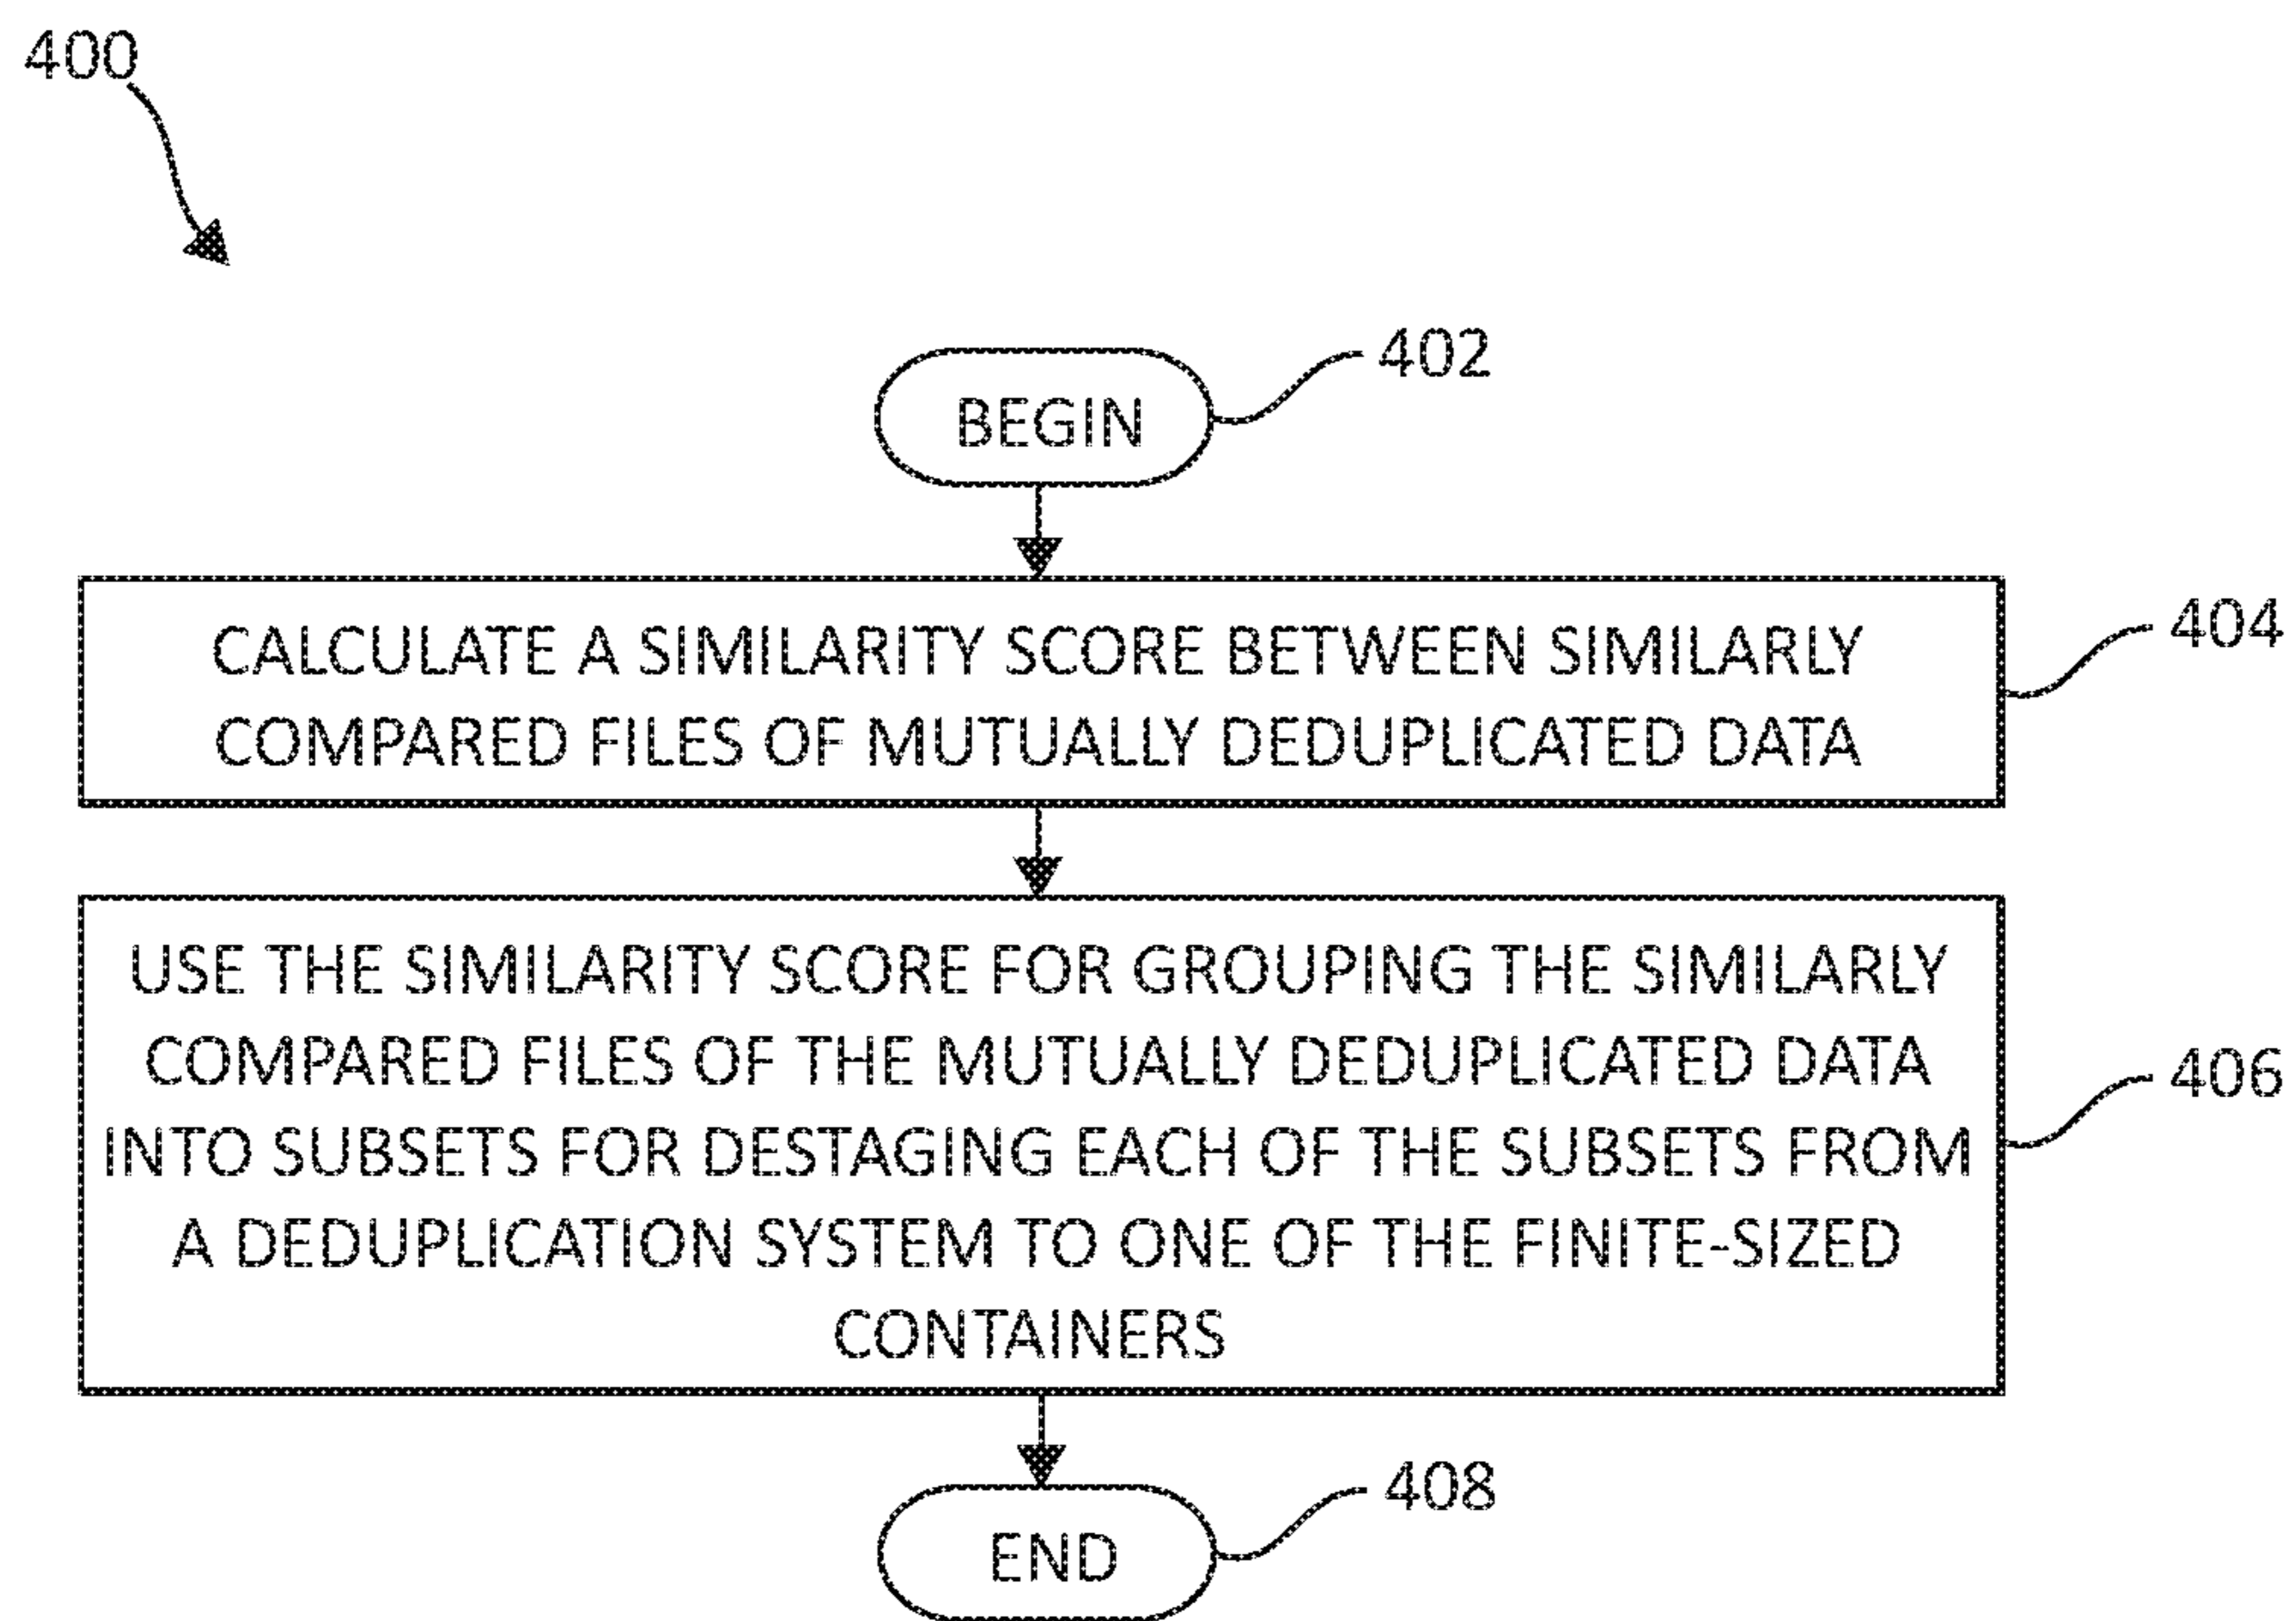 400
402
BEGIN
404
CALCULATE A SIMILARITY SCORE BETWEEN SIMILARLY
COMPARED FILES OF MUTUALLY DEDUPLICATED DATA
USE THE SIMILARITY SCORE FOR GROUPING THE SIMILARLY
COMPARED FILES OF THE MUTUALLY DEDUPLICATED DATA
406
INTO SUBSETS FOR DESTAGING EACH OF THE SUBSETS FROM
A DEDUPLICATION SYSTEM TO ONE OF THE FINITE-SIZED
CONTAINERS
408
END